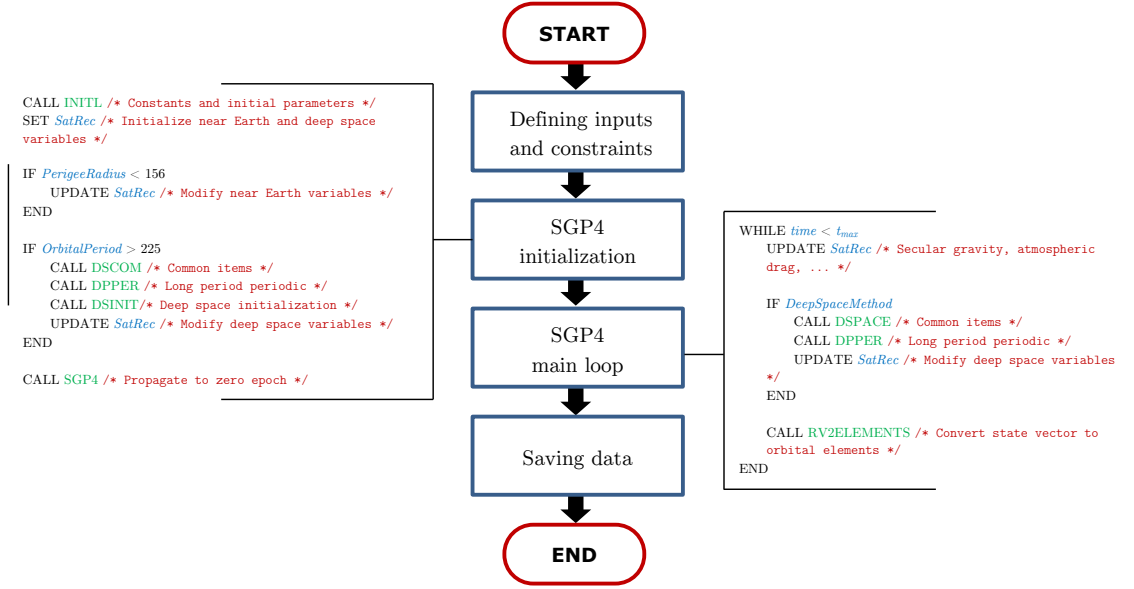 START
Defining inputs
and constraints
SGP4
initialization
SGP4
main loop
Saving data
END
CALL INITL /* Constants and initial parameters */
SET SatRec /* Initialize near Earth and deep space
variables */
IF PerigeeRadius < 156
UPDATE SatRec /* Modify near Earth variables */
END
IF OrbitalPeriod > 225
CALL DSCOM /* Common items */
CALL DPPER /* Long period periodic */
CALL DSINIT/* Deep space initialization */
UPDATE SatRec /* Modify deep space variables */
END
CALL SGP4 /* Propagate to zero epoch */
WHILE time < tmax
UPDATE SatRec /* Secular gravity, atmospheric
drag, ... */
IF DeepSpaceMethod
CALL DSPACE /* Common items */
CALL DPPER /* Long period periodic */
UPDATE SatRec /* Modify deep space variables
*/
END
CALL RV2ELEMENTS /* Convert state vector to
orbital elements */
END